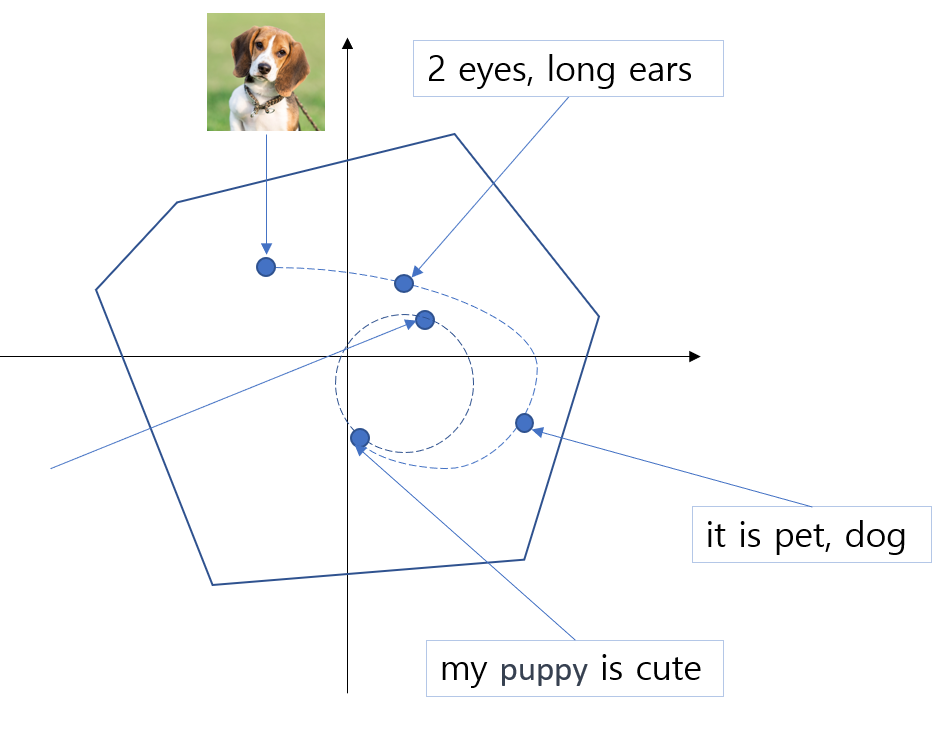 2 eyes, long ears
it is pet, dog
my puppy is cute